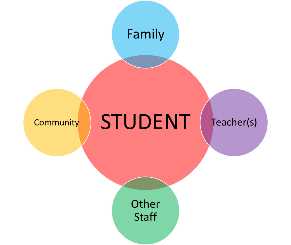 Family
Community
STUDENT
Teacher(s)
Other
Staff